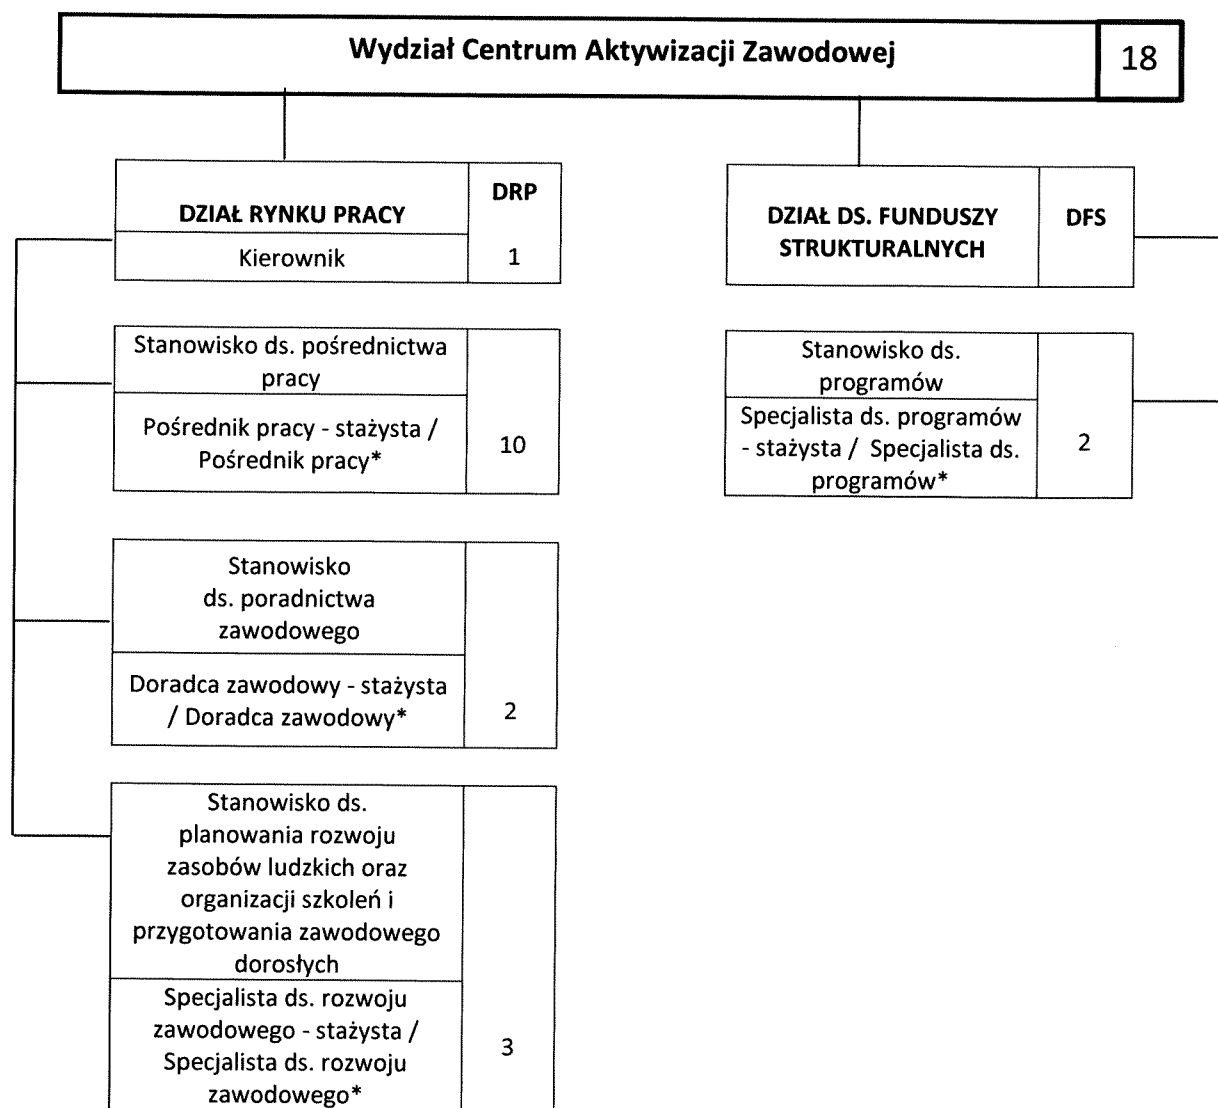 Wydział Centrum Aktywizacji Zawodowej
18
DZIAŁ RYNKU PRACY
DRP
Kierownik
1
Stanowisko ds. pośrednictwa
pracy
Pośrednik pracy - stażysta /
Pośrednik pracy*
10
Stanowisko
ds. poradnictwa
zawodowego
Doradca zawodowy - stażysta
/ Doradca zawodowy*
2
Stanowisko ds.
planowania rozwoju
zasobów ludzkich oraz
organizacji szkoleń i
przygotowania zawodowego
dorosłych
Specjalista ds. rozwoju
zawodowego - stażysta /
Specjalista ds. rozwoju
zawodowego*
3
DZIAŁ DS. FUNDUSZY
STRUKTURALNYCH
DFS
Stanowisko ds.
programów
Specjalista ds. programów
- stażysta / Specjalista ds.
programów*
2